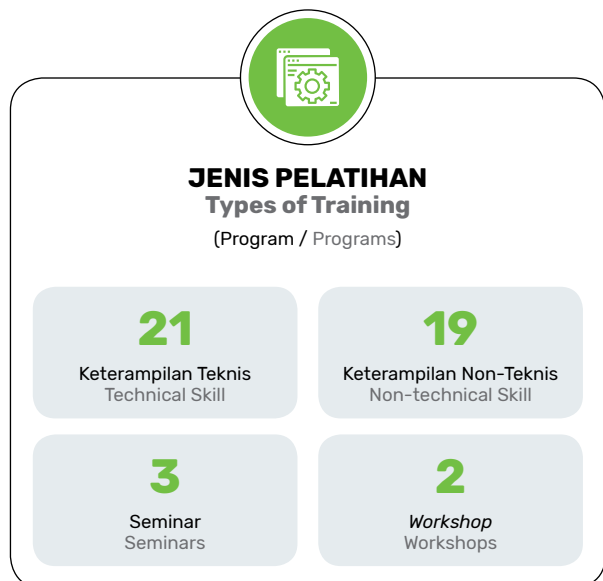 JENIS PELATIHAN
Types of Training
(Program / Programs)
21
Keterampilan Teknis
Technical Skill
19
Keterampilan Non-Teknis
Non-technical Skill
3
Seminar
Seminars
2
Workshop
Workshops